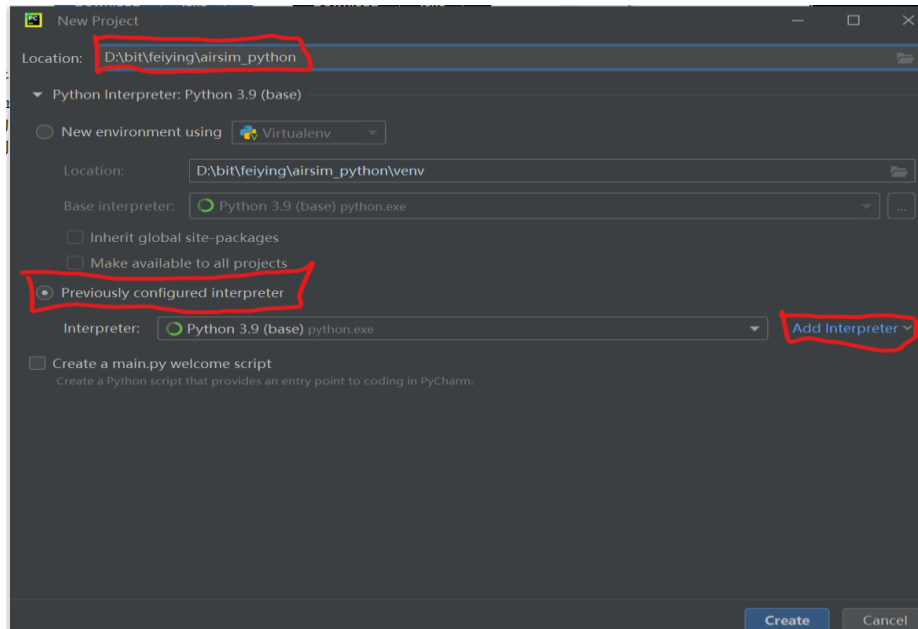 New Project
Location: D:\bit\feiying\airsim_python
Python Interpreter: Python 3.9 (base)
New environment using Virtualenv
Location: D:\bit\feiying\airsim_python\venv
Base interpreter: Python 3.9 (base) python.exe ...
Inherit global site-packages
Make available to all projects
Previously configured interpreter
Interpreter: Python 3.9 (base) python.exe Add Interpreter
Create a main.py welcome script
Create a Python script that provides an entry point to coding in PyCharm.
Create Cancel